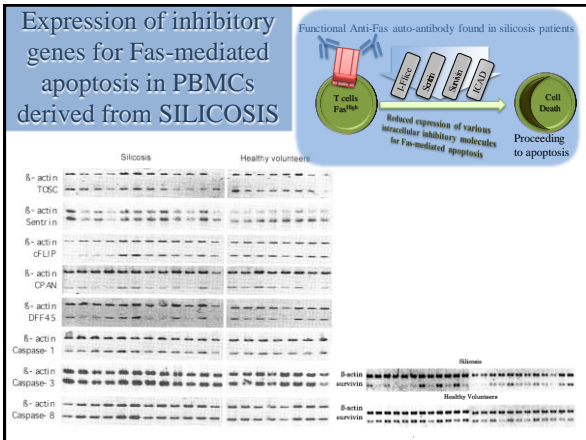 Expression of inhibitory
genes for Fas-mediated
apoptosis in PBMCs
derived from SILICOSIS
Functional Anti-Fas auto-antibody found in silicosis patients
I-Flice
Sentrin
Survivin
ICAD
T cells
Fas High
Cell
Death
Reduced expression of various
intracellular inhibitory molecules
for Fas-mediated apoptosis
Proceeding
to apoptosis
Silicosis
Healthy volunteers
ß- actin
TOSC
ß- actin
Sentrin
ß- actin
cFLIP
ß- actin
CPAN
ß- actin
DFF45
ß- actin
Caspase- 1
ß- actin
Caspase- 3
ß- actin
Caspase- 8
Silicosis
ß-actin
survivin
Healthy Volunteers
ß-actin
survivin